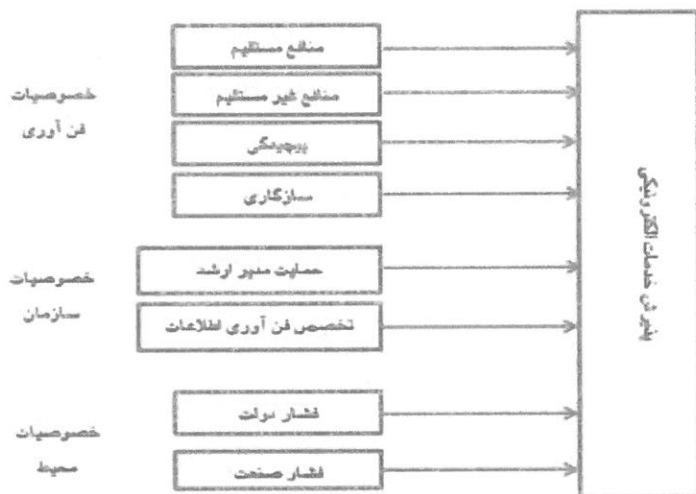 خصوصیات
فن آوری
منافع مستقیم
منافع غیر مستقیم
پیچیدگی
سازگاری
خصوصیات
سازمان
حمایت مدیر ارشد
تخصص فن آوری اطلاعات
خصوصیات
محیط
فشار دولت
فشار صنعت
پذیرش خدمات الکترونیکی